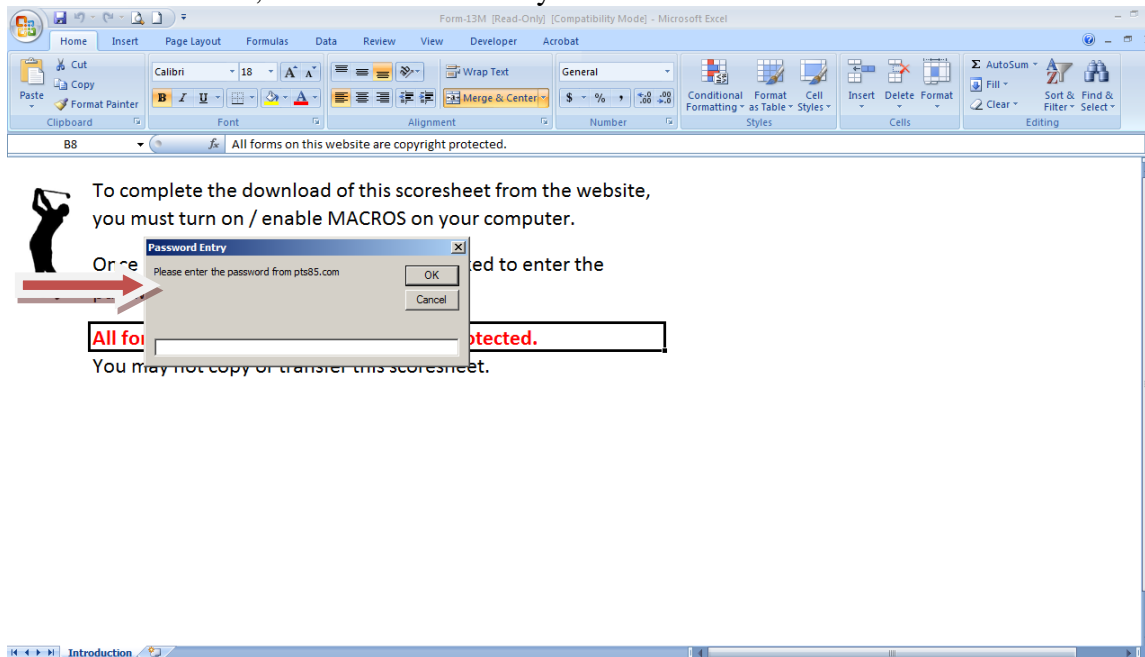 Form-13M [Read-Only] [Compatibility Mode] - Microsoft Excel
Home Insert Page Layout Formulas Data Review View Developer Acrobat
Paste
Cut
Copy
Format Painter
Clipboard
Calibri 18 A A
B I U A
Font
Wrap Text
Merge & Center
Alignment
General
$ % , .0 .00 .00 .0
Number
Conditional Formatting
Format as Table
Cell Styles
Styles
Insert Delete Format
Cells
Σ AutoSum
Fill
Clear
Sort & Filter
Find & Select
Editing
B8 fx All forms on this website are copyright protected.
To complete the download of this scoresheet from the website,
you must turn on / enable MACROS on your computer.
Password Entry
Please enter the password from pts85.com
OK
Cancel
Once ted to enter the
All for otected.
You may not copy or transfer this scoresheet.
Introduction